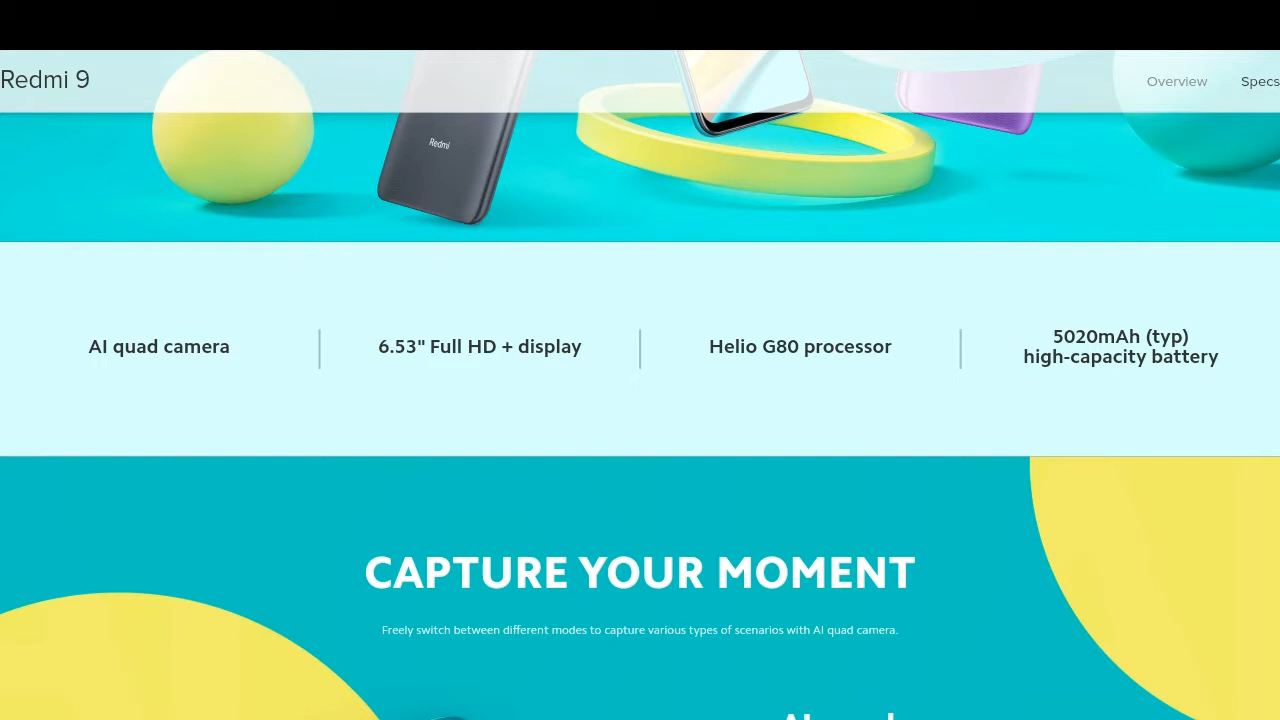 Redmi 9
Overview
Specs
Redmi
AI quad camera
6.53" Full HD + display
Helio G80 processor
5020mAh (typ)
high-capacity battery
CAPTURE YOUR MOMENT
Freely switch between different modes to capture various types of scenarios with AI quad camera.